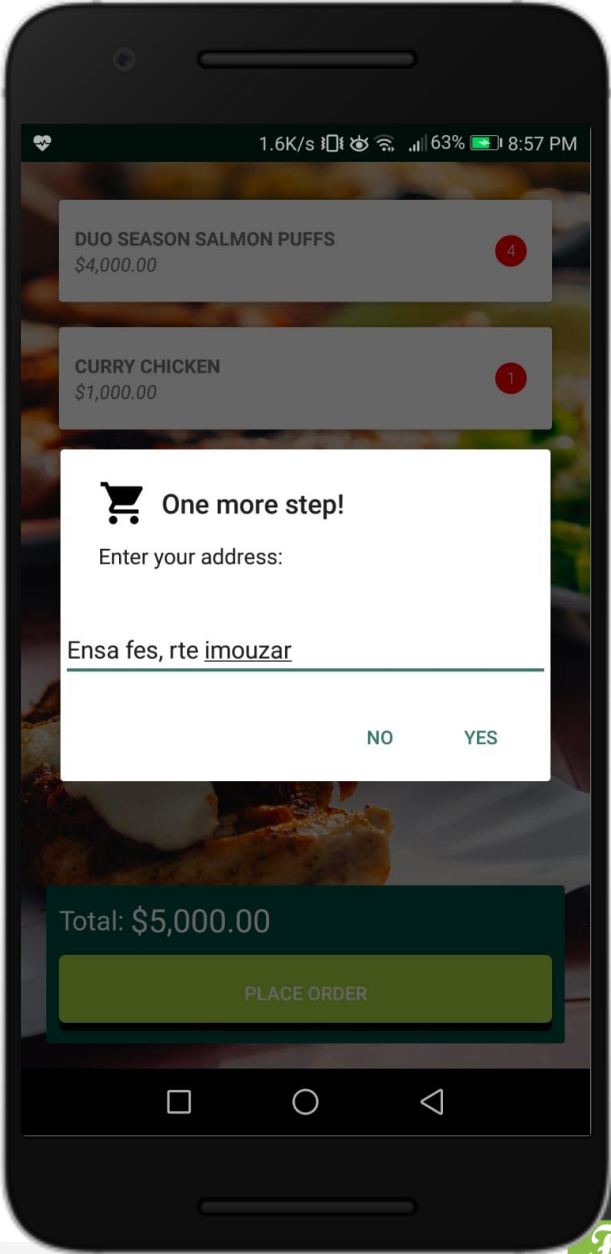 1.6K/s 63% 8:57 PM
DUO SEASON SALMON PUFFS
$4,000.00
4
CURRY CHICKEN
$1,000.00
1
One more step!
Enter your address:
Ensa fes, rte imouzar
NO YES
Total: $5,000.00
PLACE ORDER